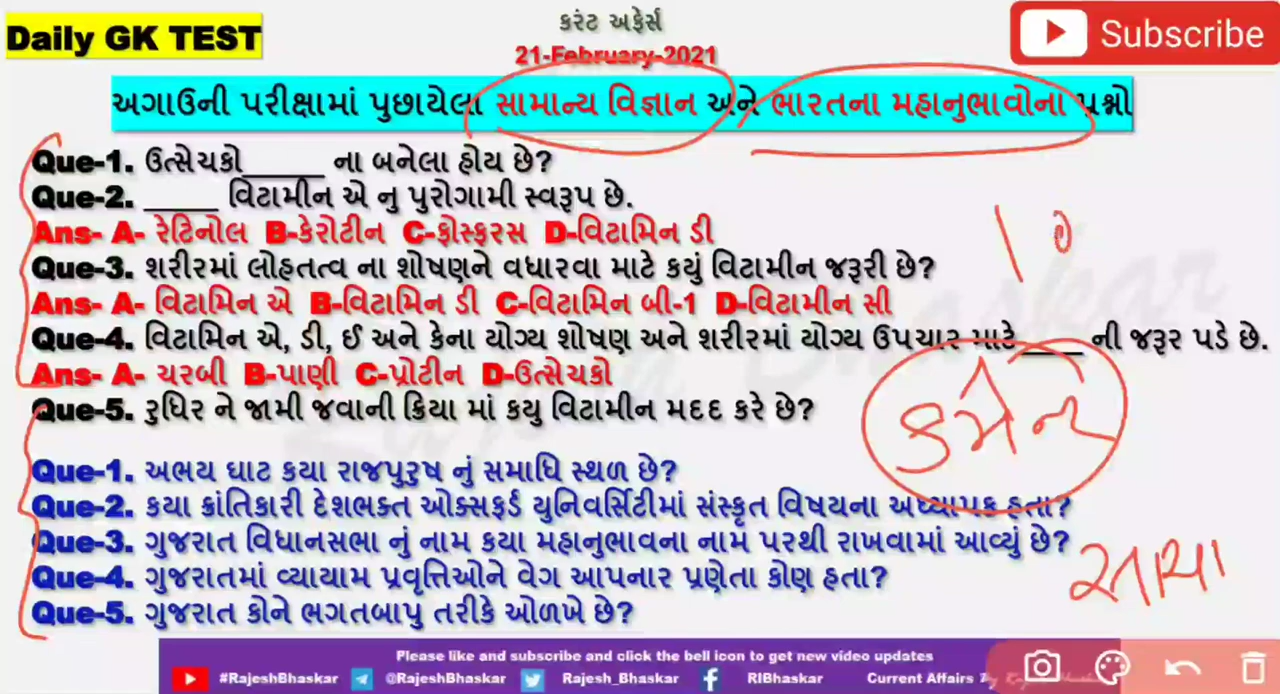 Daily GK TEST
કરંટ અફેર્સ
21-February-2021
Subscribe
અગાઉની પરીક્ષામાં પુછાયેલા સામાન્ય વિજ્ઞાન અને ભારતના મહાનુભાવોના પ્રશ્નો
Que-1. ઉત્સેચકો_____ ના બનેલા હોય છે?
Que-2. _____ વિટામીન એ નુ પુરોગામી સ્વરૂપ છે.
Ans- A- રેટિનોલ B-કેરોટીન C-ફોસ્ફરસ D-વિટામિન ડી
Que-3. શરીરમાં લોહતત્વ ના શોષણને વધારવા માટે કયું વિટામીન જરૂરી છે?
Ans- A- વિટામિન એ B-વિટામિન ડી C-વિટામિન બી-1 D-વિટામીન સી
Que-4. વિટામિન એ, ડી, ઈ અને કેના યોગ્ય શોષણ અને શરીરમાં યોગ્ય ઉપચાર માટે____ ની જરૂર પડે છે.
Ans- A- ચરબી B-પાણી C-પ્રોટીન D-ઉત્સેચકો
Que-5. રુધિર ને જામી જવાની ક્રિયા માં કયુ વિટામીન મદદ કરે છે?
10
કમેન્ટ
Que-1. અભય ઘાટ કયા રાજપુરુષ નું સમાધિ સ્થળ છે?
Que-2. કયા ક્રાંતિકારી દેશભક્ત ઓક્સફર્ડ યુનિવર્સિટીમાં સંસ્કૃત વિષયના અધ્યાપક હતા?
Que-3. ગુજરાત વિધાનસભા નું નામ કયા મહાનુભાવના નામ પરથી રાખવામાં આવ્યું છે?
Que-4. ગુજરાતમાં વ્યાયામ પ્રવૃત્તિઓને વેગ આપનાર પ્રણેતા કોણ હતા?
Que-5. ગુજરાત કોને ભગતબાપુ તરીકે ઓળખે છે?
Please like and subscribe and click the bell icon to get new video updates
#RajeshBhaskar @RajeshBhaskar Rajesh_Bhaskar RIBhaskar Current Affairs